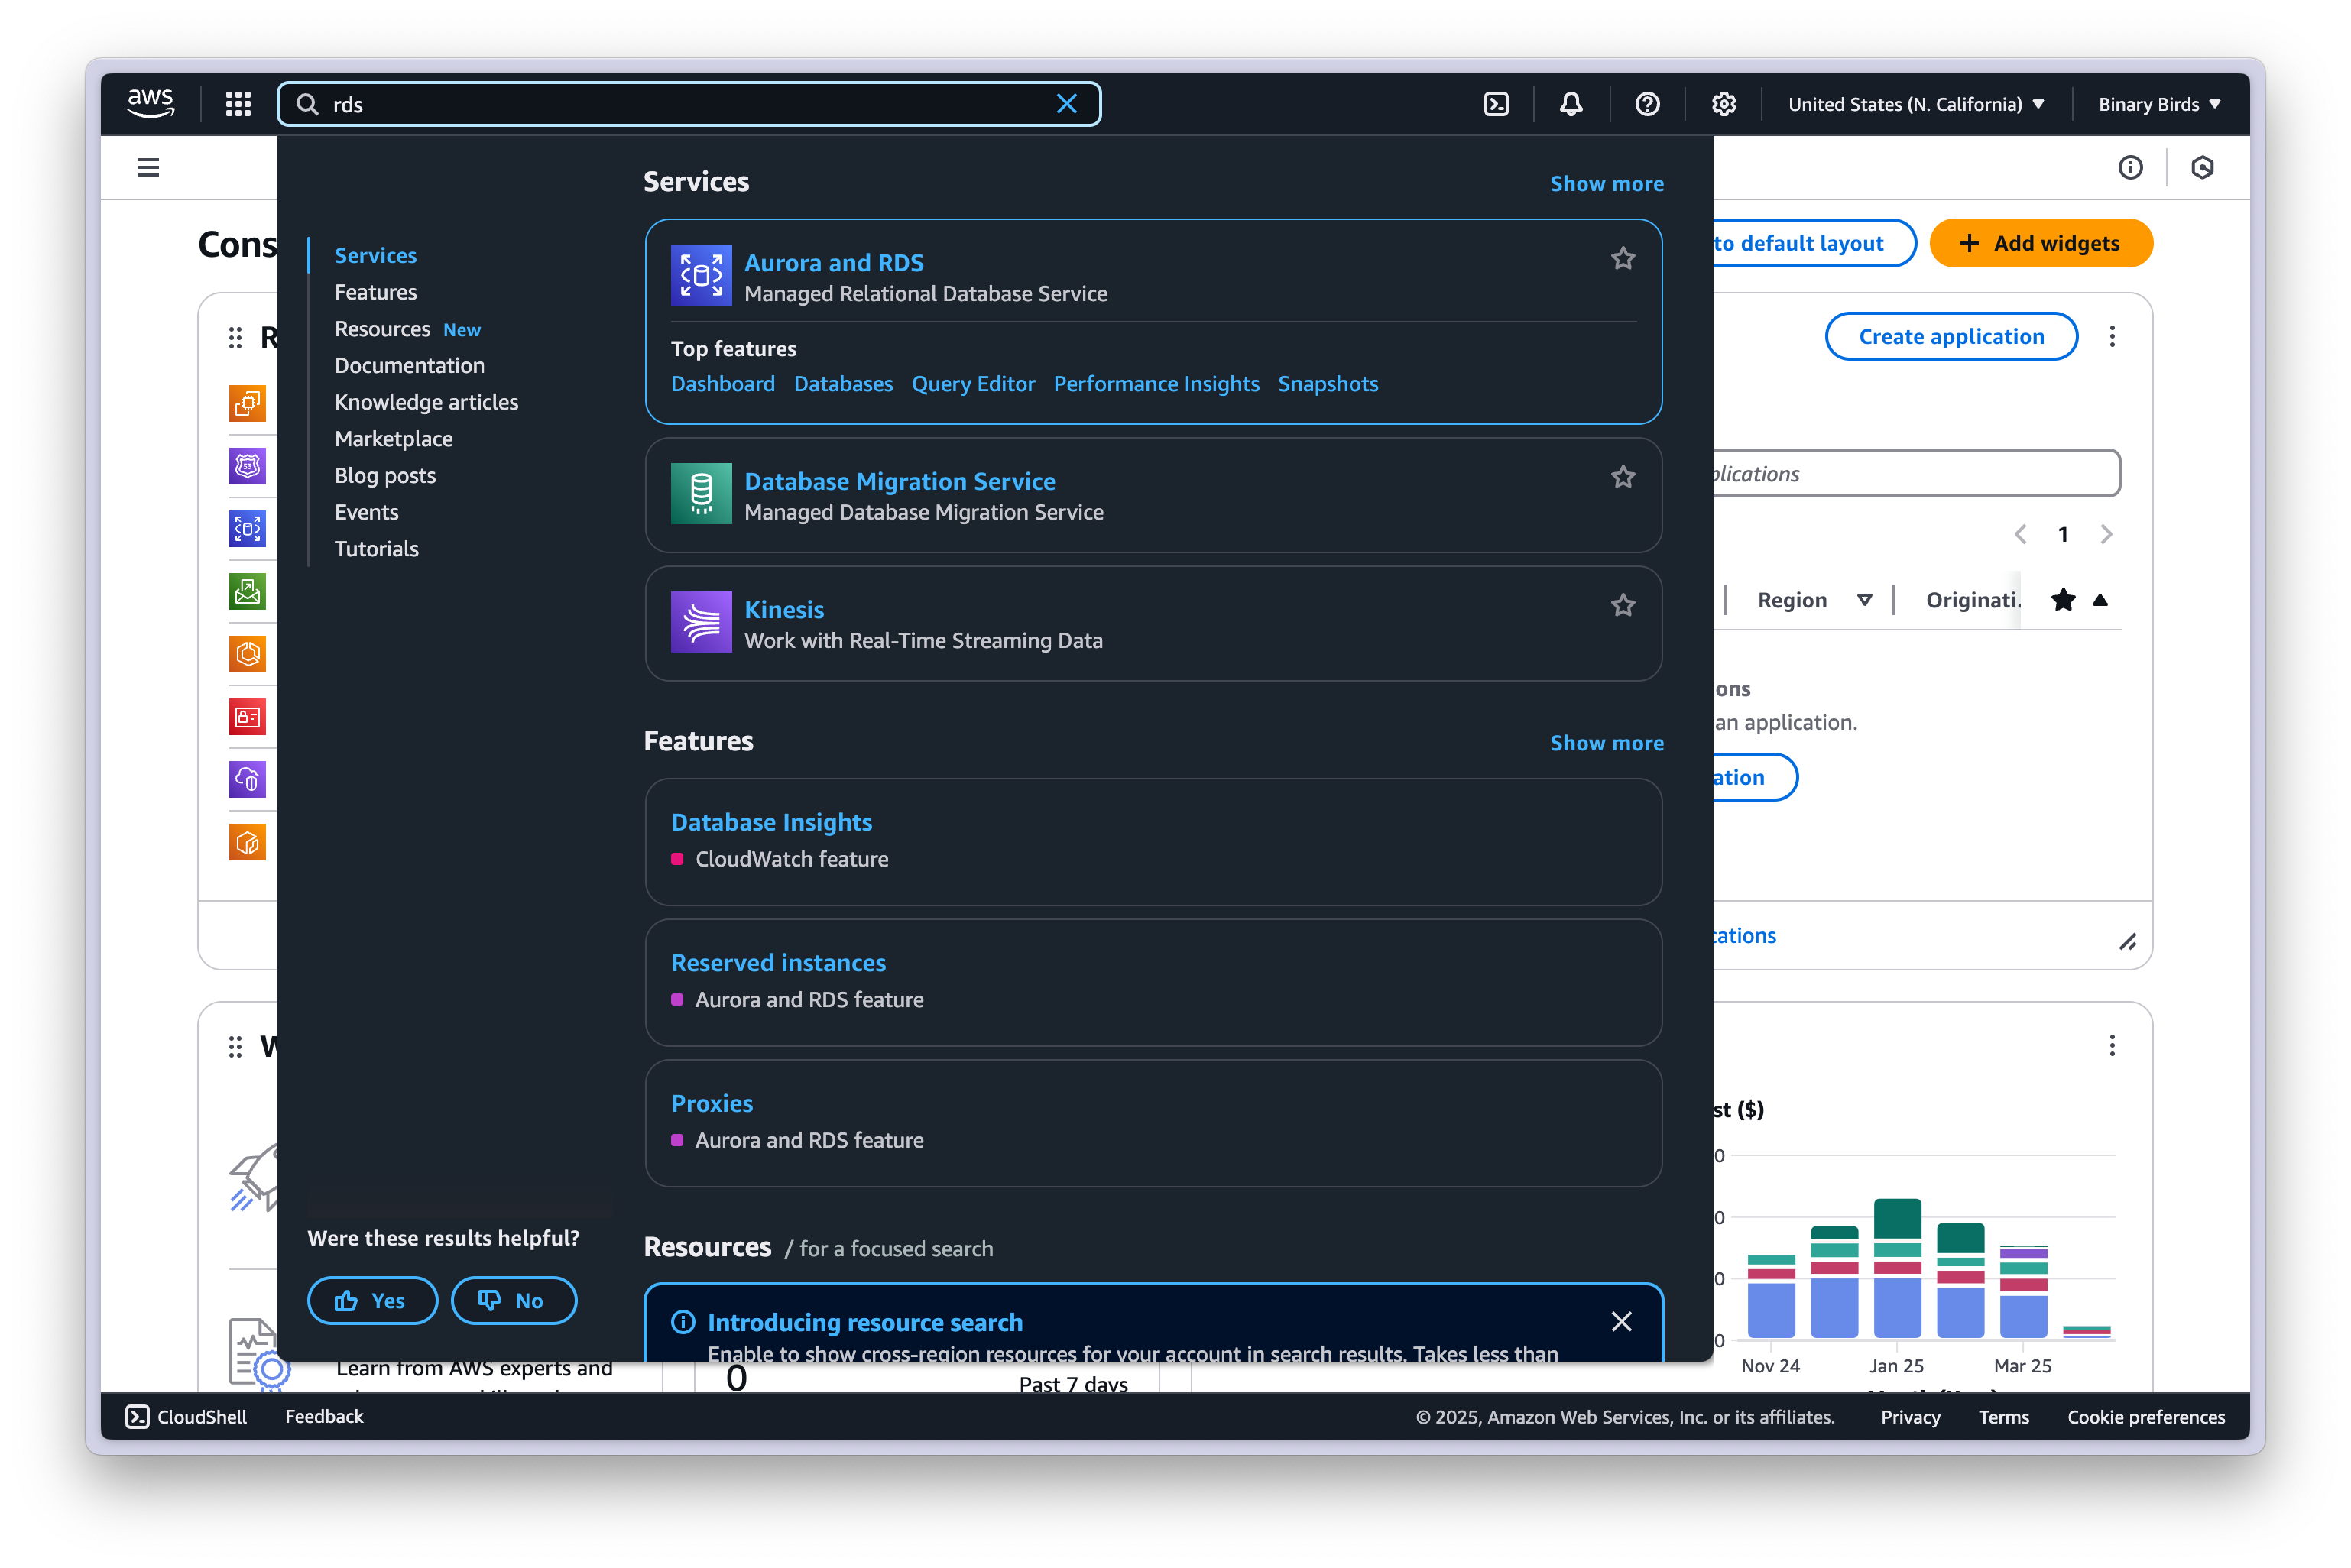 aws
rds
United States (N. California)
Binary Birds
Cons
Services
Features
Resources New
Documentation
Knowledge articles
Marketplace
Blog posts
Events
Tutorials
Were these results helpful?
Yes
No
Services
Show more
Aurora and RDS
Managed Relational Database Service
Top features
Dashboard Databases Query Editor Performance Insights Snapshots
Database Migration Service
Managed Database Migration Service
Kinesis
Work with Real-Time Streaming Data
Features
Show more
Database Insights
CloudWatch feature
Reserved instances
Aurora and RDS feature
Proxies
Aurora and RDS feature
Resources / for a focused search
Introducing resource search
Enable to show cross-region resources for your account in search results. Takes less than
to default layout
+ Add widgets
R
53
Create application
plications
1
Region
Originati.
ions
an application.
ation
cations
W
st ($)
0
0
0
0
Nov 24
Jan 25
Mar 25
Learn from AWS experts and
0
Past 7 days
CloudShell
Feedback
© 2025, Amazon Web Services, Inc. or its affiliates.
Privacy
Terms
Cookie preferences